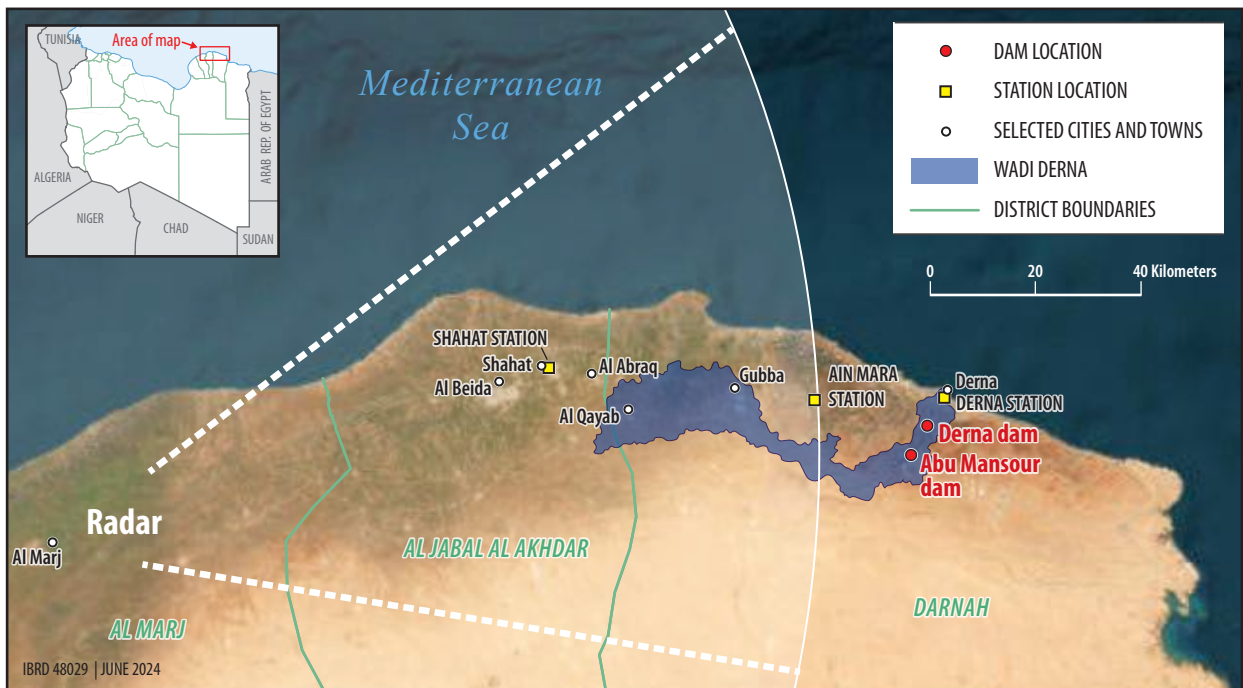 TUNISIA
Area of map
ALGERIA
NIGER
CHAD
SUDAN
ARAB REP. OF EGYPT
Mediterranean
Sea
DAM LOCATION
STATION LOCATION
SELECTED CITIES AND TOWNS
WADI DERNA
DISTRICT BOUNDARIES
0 20 40 Kilometers
SHAHAT STATION
Shahat
Al Beida
Al Abraq
Al Qayab
Gubba
AIN MARA
STATION
Derna
DERNA STATION
Derna dam
Abu Mansour
dam
Radar
Al Marj
AL JABAL AL AKHDAR
DARNAH
AL MARJ
IBRD 48029 | JUNE 2024